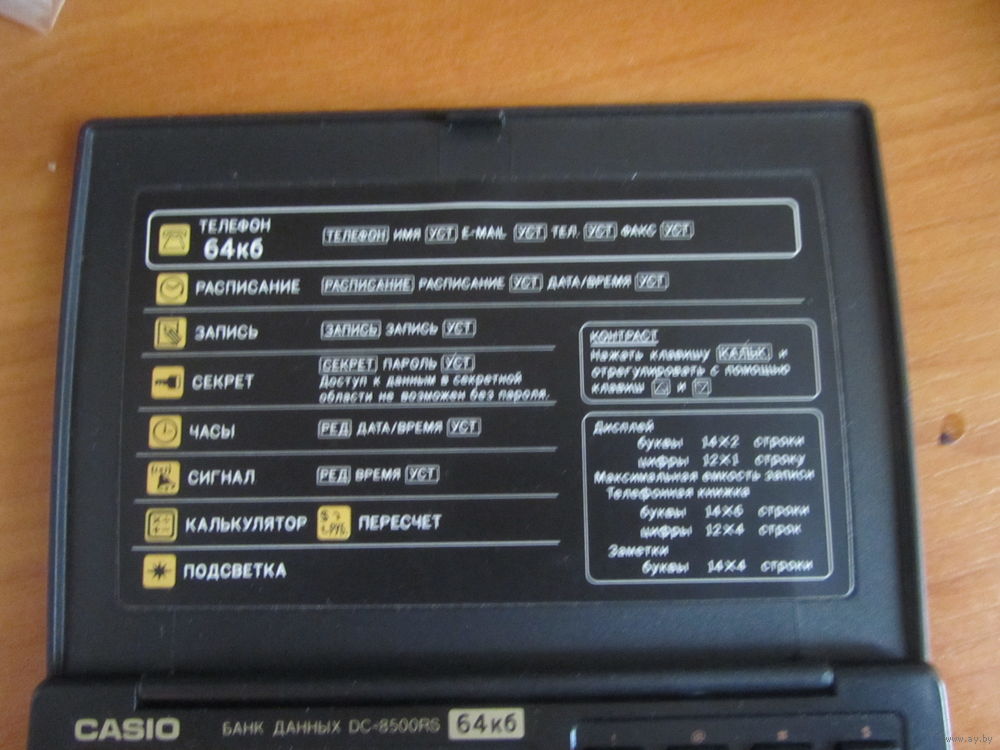 ТЕЛЕФОН
64кб
ТЕЛЕФОН ИМЯ УСТ E-MAIL УСТ ТЕЛ. УСТ ФАКС УСТ
РАСПИСАНИЕ РАСПИСАНИЕ РАСПИСАНИЕ УСТ ДАТА/ВРЕМЯ УСТ
ЗАПИСЬ ЗАПИСЬ ЗАПИСЬ УСТ
СЕКРЕТ СЕКРЕТ ПАРОЛЬ УСТ
Доступ к данным в секретной
области не возможен без пароля.
ЧАСЫ РЕД ДАТА/ВРЕМЯ УСТ
СИГНАЛ РЕД ВРЕМЯ УСТ
КАЛЬКУЛЯТОР РУБ. ПЕРЕСЧЕТ
ПОДСВЕТКА
КОНТРАСТ
Нажать клавишу КАЛЬК и
отрегулировать с помощью
клавиш и
Дисплей
буквы 14×2 строки
цифры 12×1 строку
Максимальная емкость записи
Телефонная книжка
буквы 14×6 строки
цифры 12×4 строк
Заметки
буквы 14×4 строки
CASIO БАНК ДАННЫХ DC-8500RS 64кб
www.ay.by